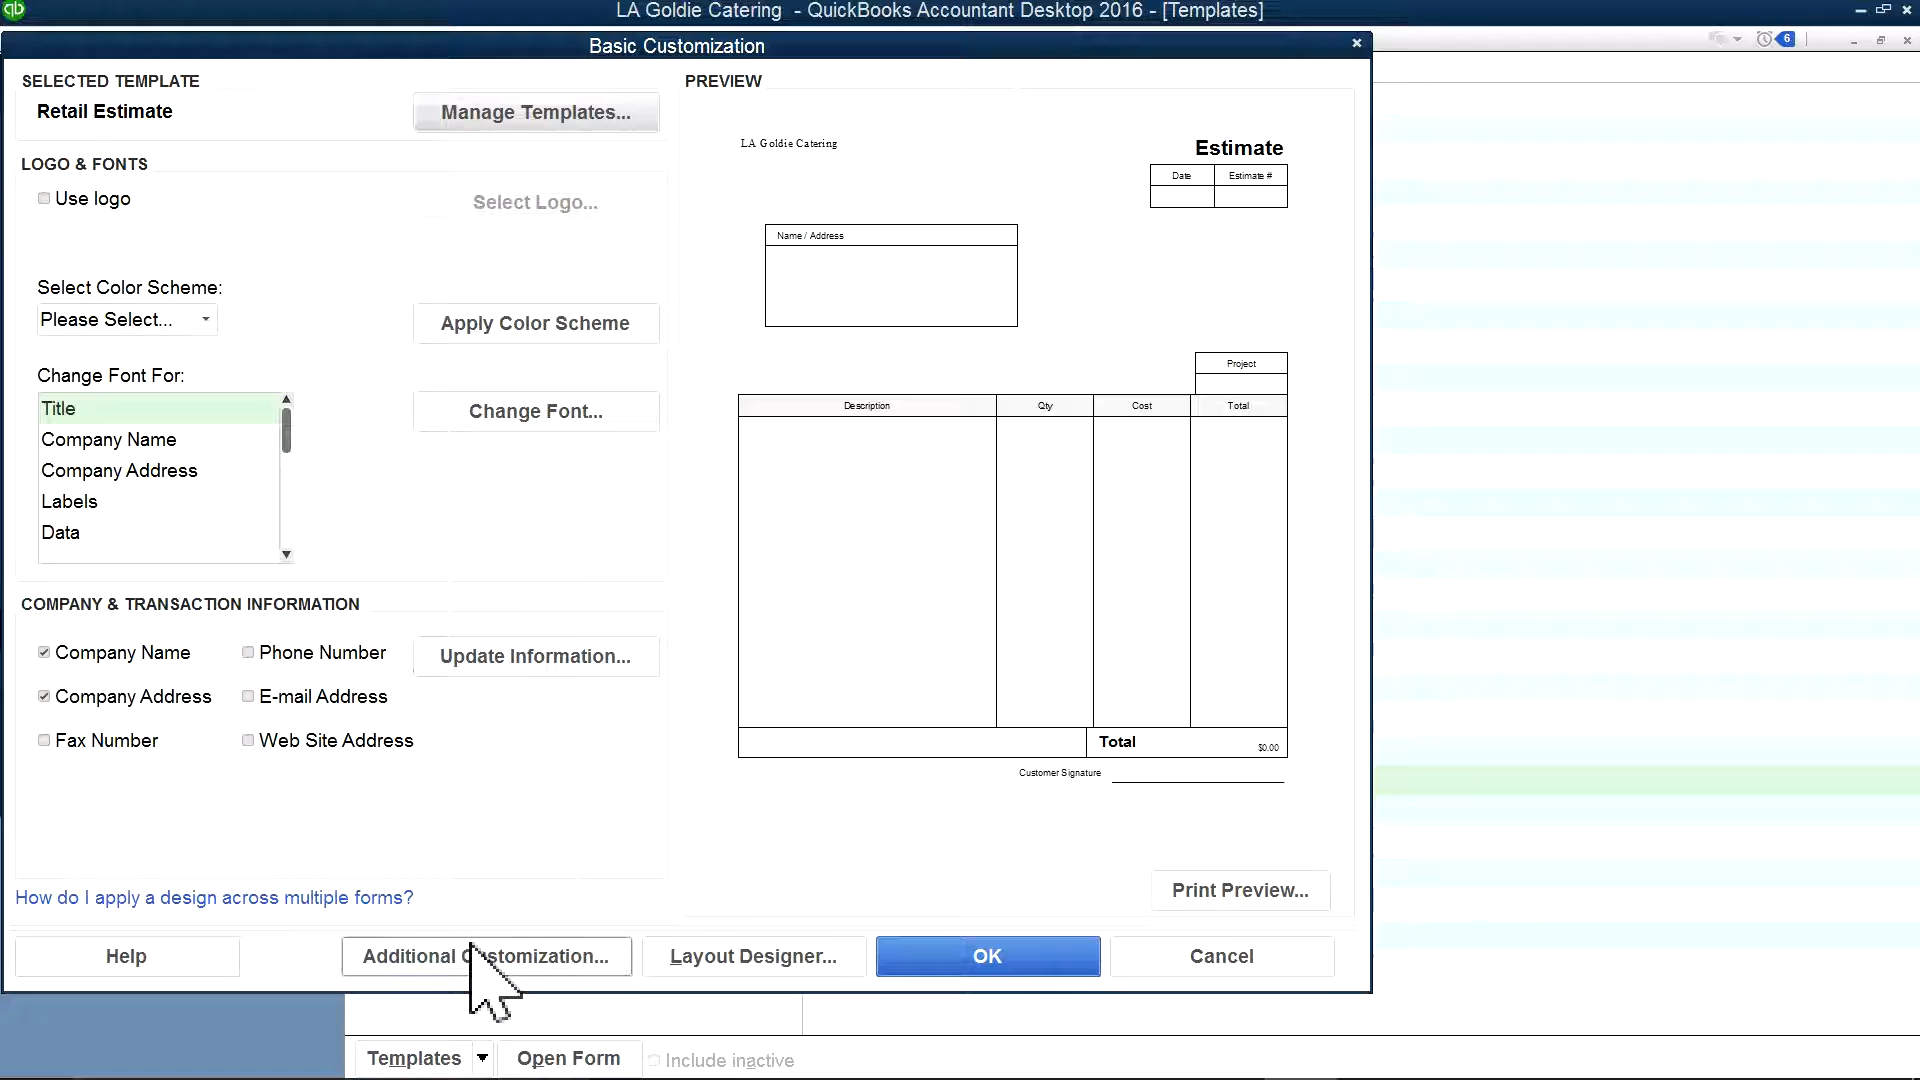 LA Goldie Catering - QuickBooks Accountant Desktop 2016 - [Templates]
6
Basic Customization
SELECTED TEMPLATE
Retail Estimate
Manage Templates...
LOGO & FONTS
Use logo
Select Logo...
Select Color Scheme:
Please Select...
Apply Color Scheme
Change Font For:
Title
Company Name
Company Address
Labels
Data
Change Font...
COMPANY & TRANSACTION INFORMATION
Company Name
Phone Number
Update Information...
Company Address
E-mail Address
Fax Number
Web Site Address
How do I apply a design across multiple forms?
PREVIEW
LA Goldie Catering
Estimate
Date Estimate #
Name / Address
Project
Description Qty Cost Total
Total $0.00
Customer Signature
Print Preview...
Help
Additional Customization...
Layout Designer...
OK
Cancel
Templates
Open Form
Include inactive